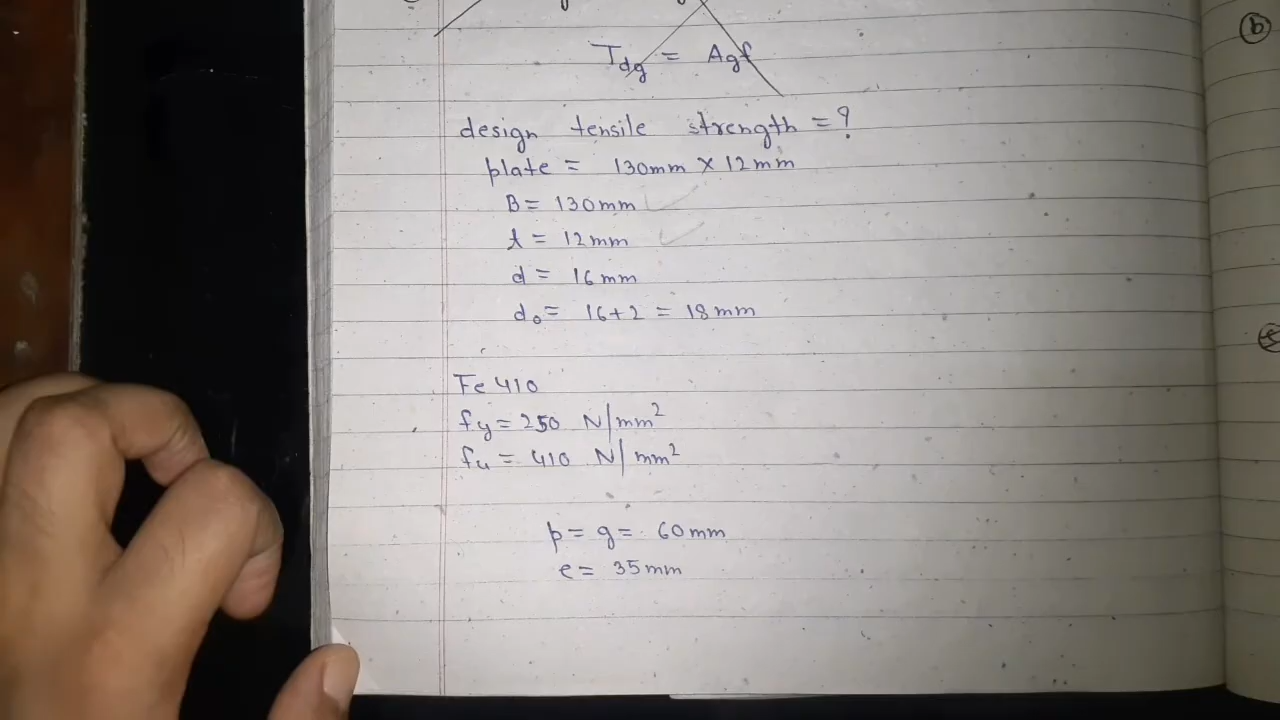 Tdg = Agf
design tensile strength = ?
plate = 130mm × 12mm
B = 130mm
t = 12mm
d = 16mm
d₀ = 16+2 = 18mm
Fe 410
fy = 250 N/mm²
fu = 410 N/mm²
p = g = 60mm
e = 35mm
b
5